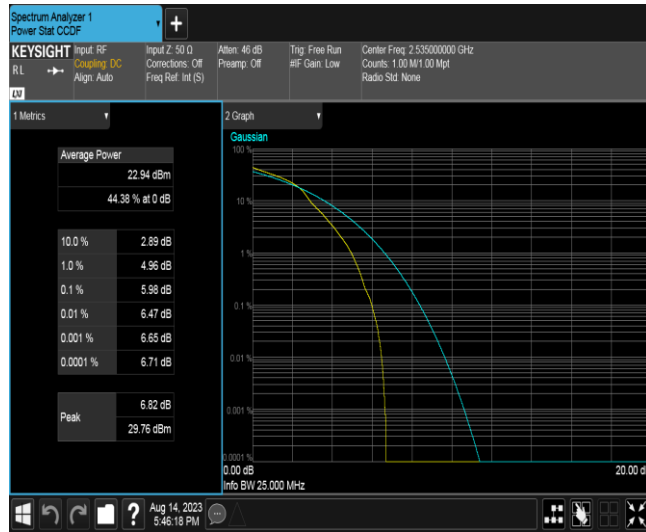 Spectrum Analyzer 1
Power Stat CCDF
+
KEYSIGHT
Input: RF
Coupling: DC
Align: Auto
Input Z: 50 Ω
Corrections: Off
Freq Ref: Int (S)
Atten: 46 dB
Preamp: Off
Trig: Free Run
#IF Gain: Low
Center Freq: 2.535000000 GHz
Counts: 1.00 M/1.00 Mpt
Radio Std: None
R L
LXI
1 Metrics
Average Power
22.94 dBm
44.38 % at 0 dB
10.0 % 2.89 dB
1.0 % 4.96 dB
0.1 % 5.98 dB
0.01 % 6.47 dB
0.001 % 6.65 dB
0.0001 % 6.71 dB
Peak
6.82 dB
29.76 dBm
2 Graph
Gaussian
100 %
10 %
1 %
0.1 %
0.01 %
0.001 %
0.0001 %
0.00 dB
20.00 d
Info BW 25.000 MHz
?
Aug 14, 2023
5:46:18 PM